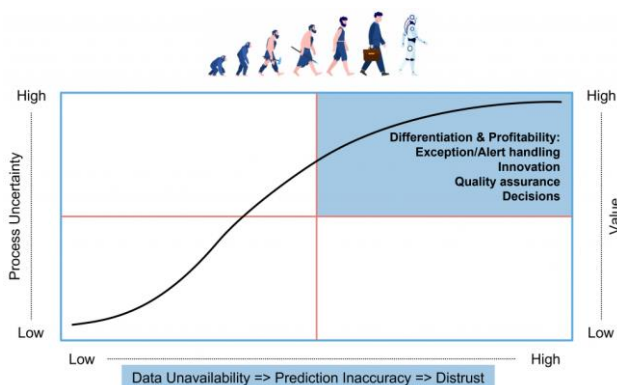 High
High
Differentiation & Profitability:
Exception/Alert handling
Innovation
Quality assurance
Decisions
Process Uncertainty
Value
Low
Low
Low
High
Data Unavailability => Prediction Inaccuracy => Distrust